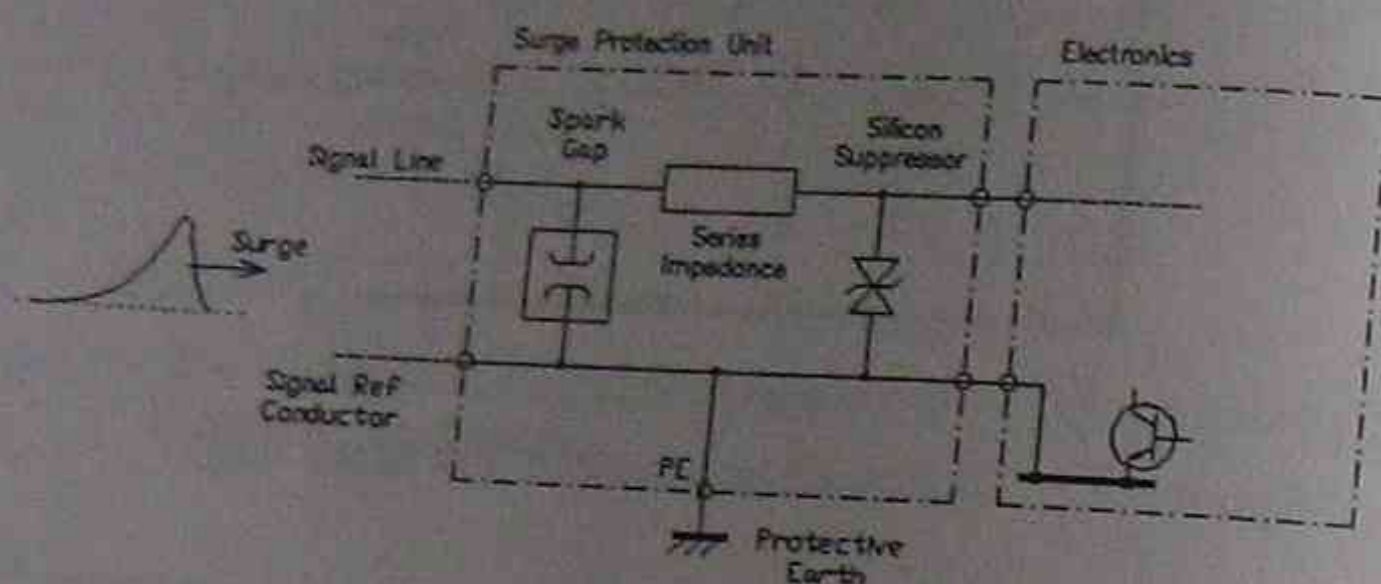 Surge Protection Unit
Electronics
Spark
Gap
Silicon
Suppressor
Signal Line
Series
Impedance
Surge
Signal Ref
Conductor
PE
Protective
Earth